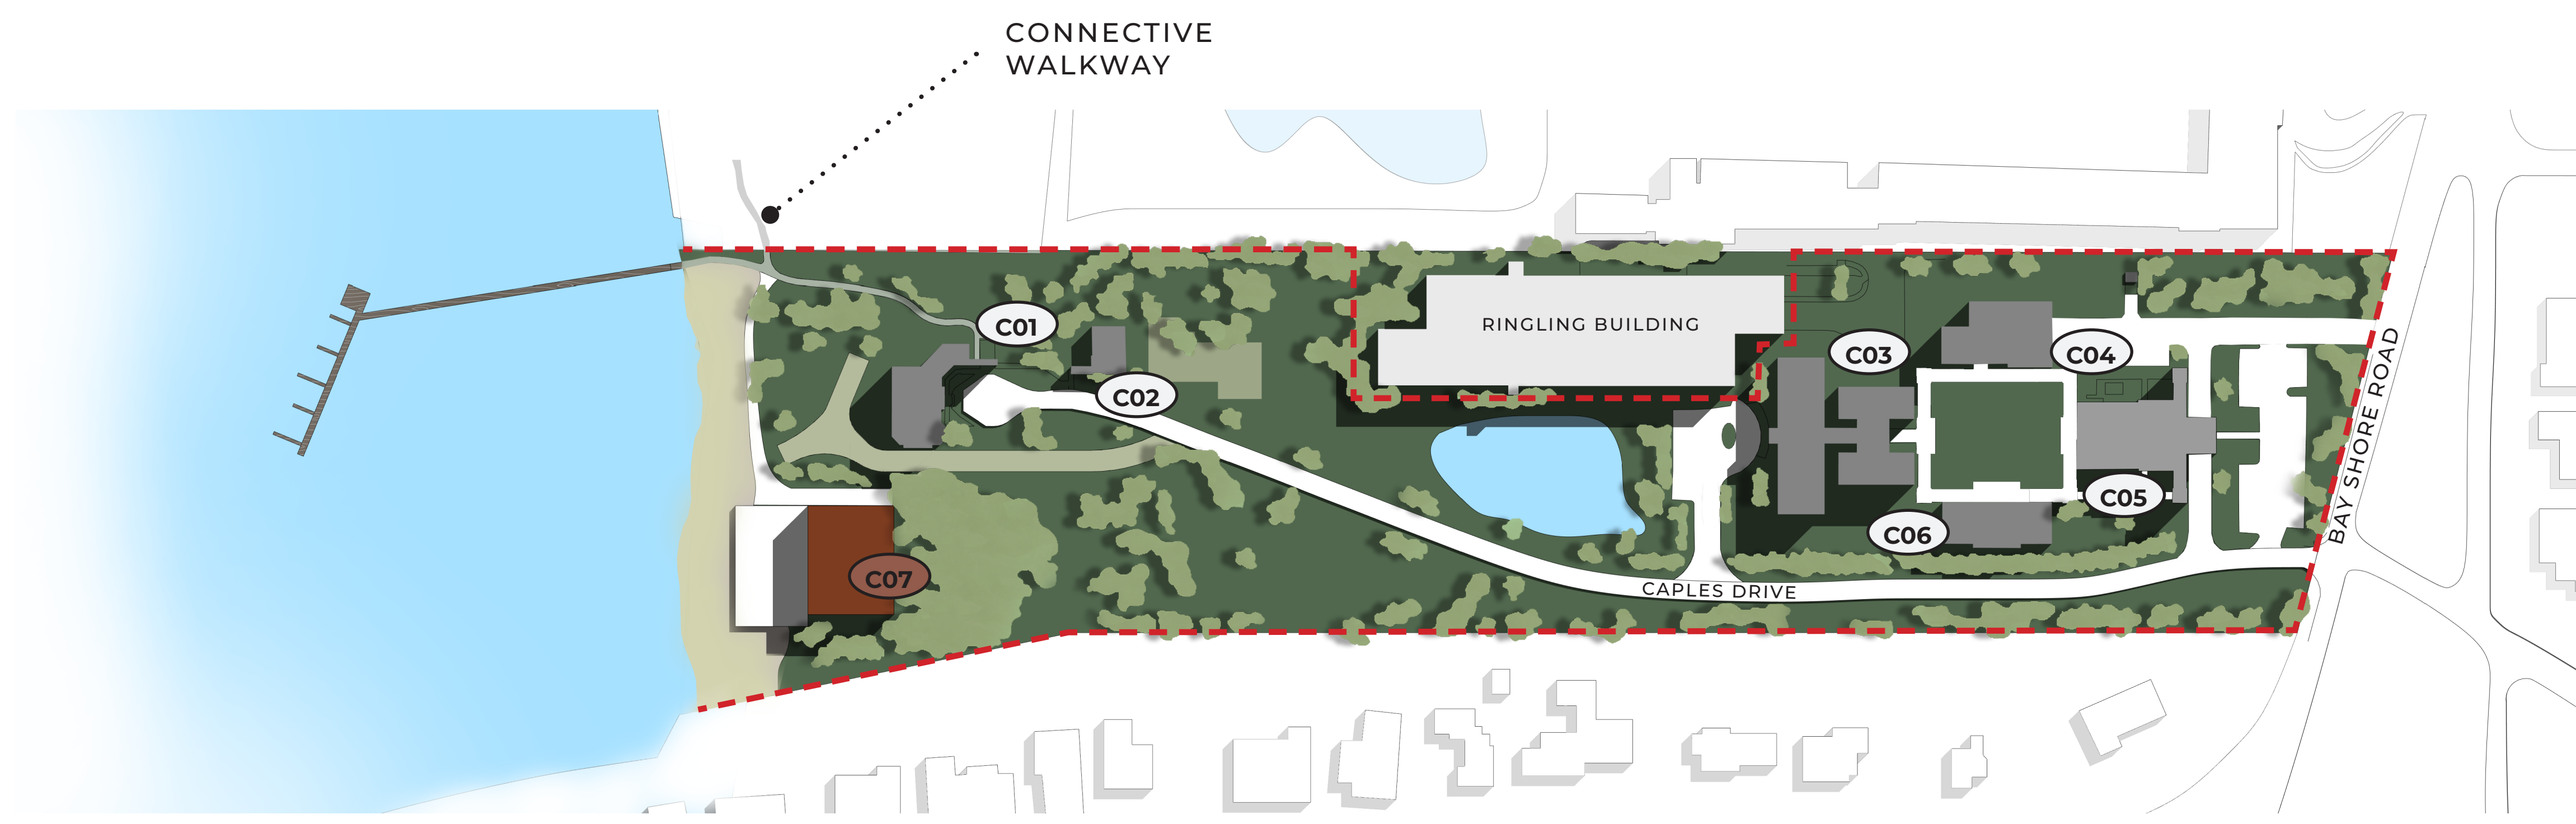 CONNECTIVE
WALKWAY
C01
RINGLING BUILDING
C03
C04
C02
BAY SHORE ROAD
C05
C06
C07
CAPLES DRIVE